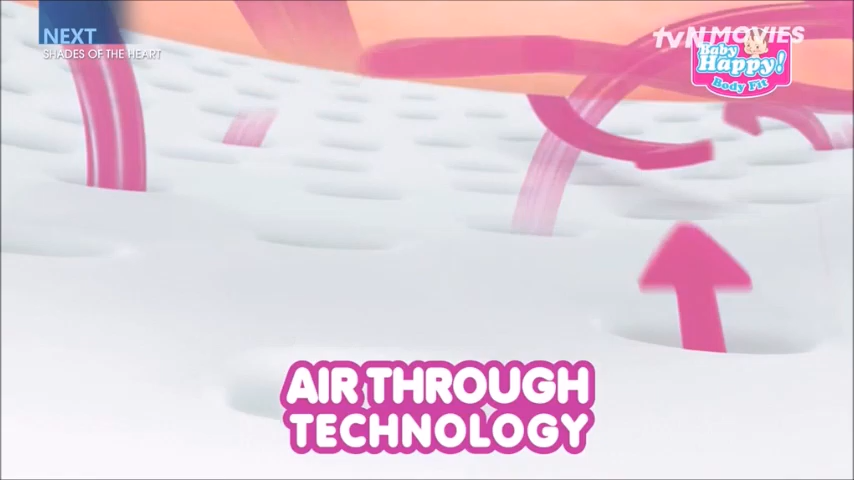 NEXT
SHADES OF THE HEART
tvN MOVIES
Baby
Happy!
Body Fit
AIR THROUGH
TECHNOLOGY